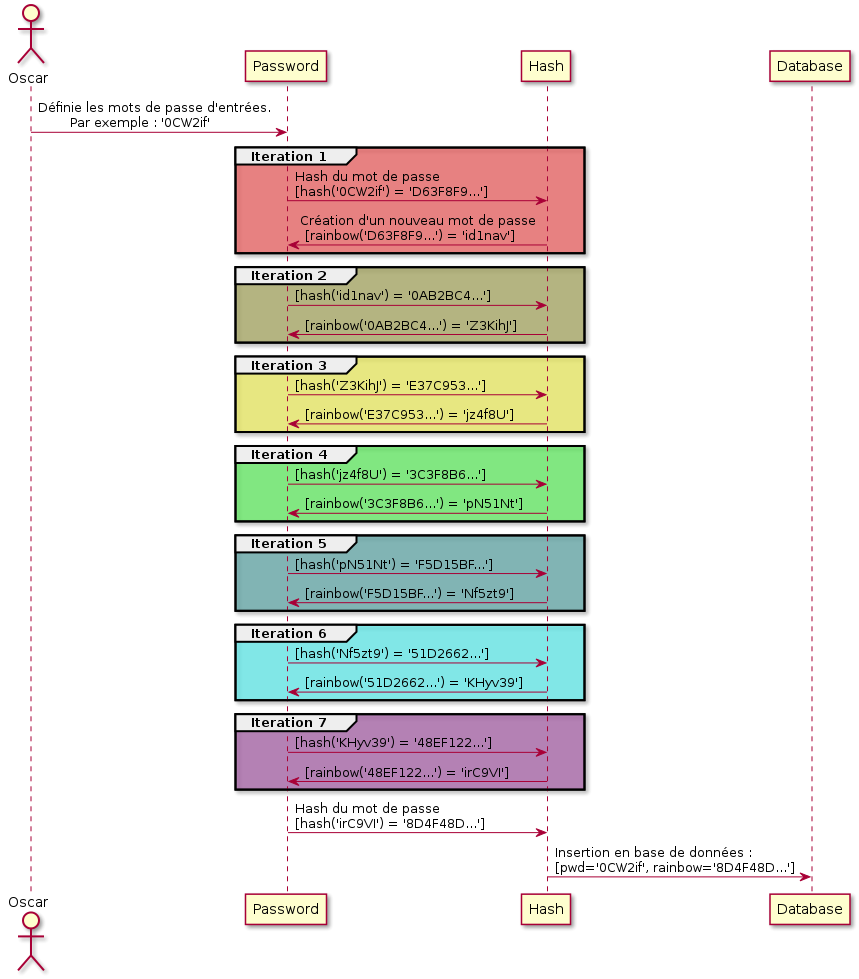 Oscar
Password
Hash
Database
Définie les mots de passe d'entrées.
Par exemple : '0CW2if'
Iteration 1
Hash du mot de passe
[hash('0CW2if') = 'D63F8F9...']
Création d'un nouveau mot de passe
[rainbow('D63F8F9...') = 'id1nav']
Iteration 2
[hash('id1nav') = '0AB2BC4...']
[rainbow('0AB2BC4...') = 'Z3KihJ']
Iteration 3
[hash('Z3KihJ') = 'E37C953...']
[rainbow('E37C953...') = 'jz4f8U']
Iteration 4
[hash('jz4f8U') = '3C3F8B6...']
[rainbow('3C3F8B6...') = 'pN51Nt']
Iteration 5
[hash('pN51Nt') = 'F5D15BF...']
[rainbow('F5D15BF...') = 'Nf5zt9']
Iteration 6
[hash('Nf5zt9') = '51D2662...']
[rainbow('51D2662...') = 'KHyv39']
Iteration 7
[hash('KHyv39') = '48EF122...']
[rainbow('48EF122...') = 'irC9VI']
Hash du mot de passe
[hash('irC9VI') = '8D4F48D...']
Insertion en base de données :
[pwd='0CW2if', rainbow='8D4F48D...']
Oscar
Password
Hash
Database